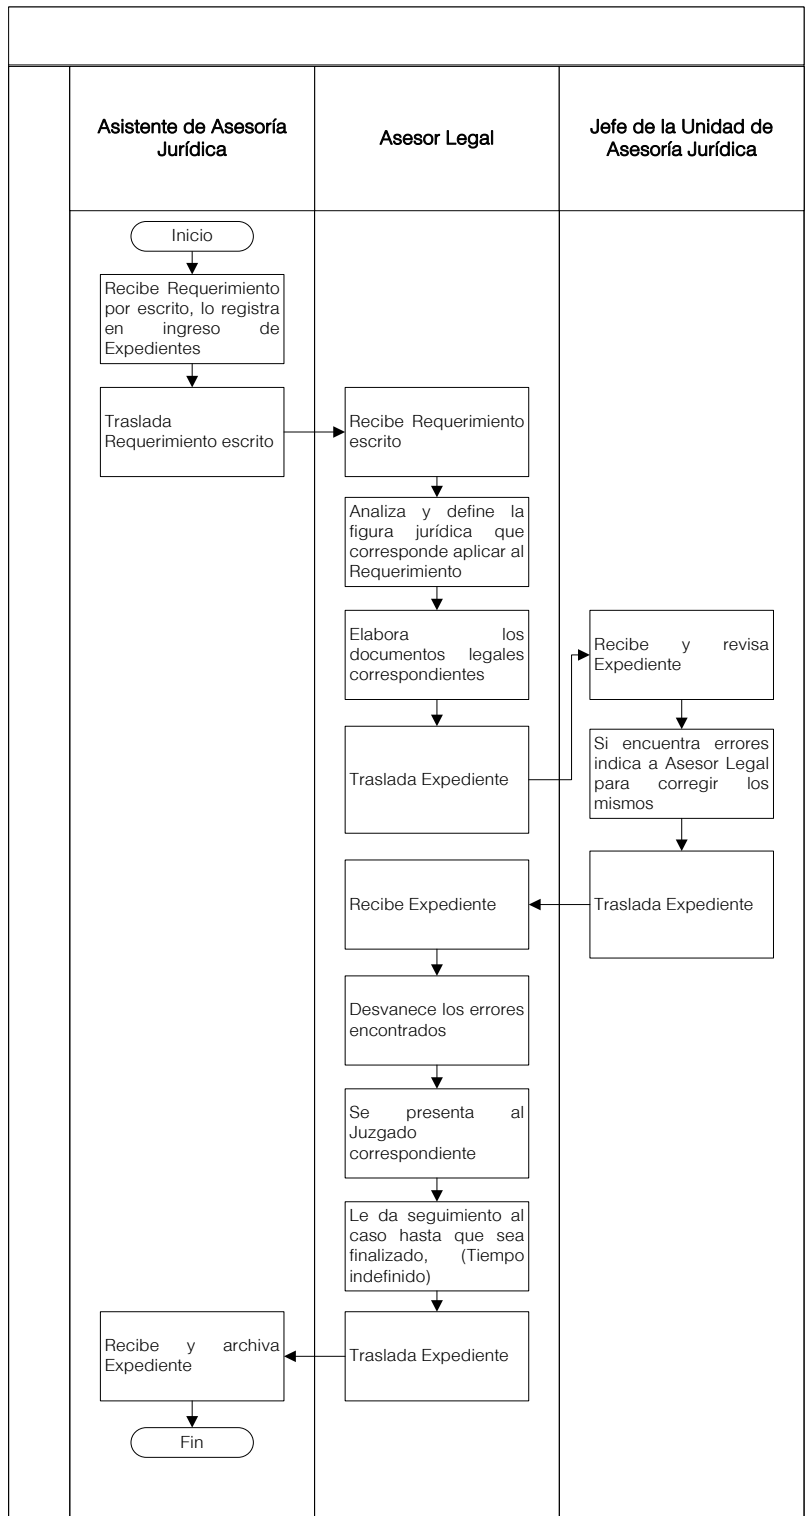 Asistente de Asesoría
Jurídica
Asesor Legal
Jefe de la Unidad de
Asesoría Jurídica
Inicio
Recibe Requerimiento
por escrito, lo registra
en ingreso de
Expedientes
Traslada
Requerimiento escrito
Recibe Requerimiento
escrito
Analiza y define la
figura jurídica que
corresponde aplicar al
Requerimiento
Elabora los
documentos legales
correspondientes
Traslada Expediente
Recibe y revisa
Expediente
Si encuentra errores
indica a Asesor Legal
para corregir los
mismos
Traslada Expediente
Recibe Expediente
Desvanece los errores
encontrados
Se presenta al
Juzgado
correspondiente
Le da seguimiento al
caso hasta que sea
finalizado, (Tiempo
indefinido)
Traslada Expediente
Recibe y archiva
Expediente
Fin